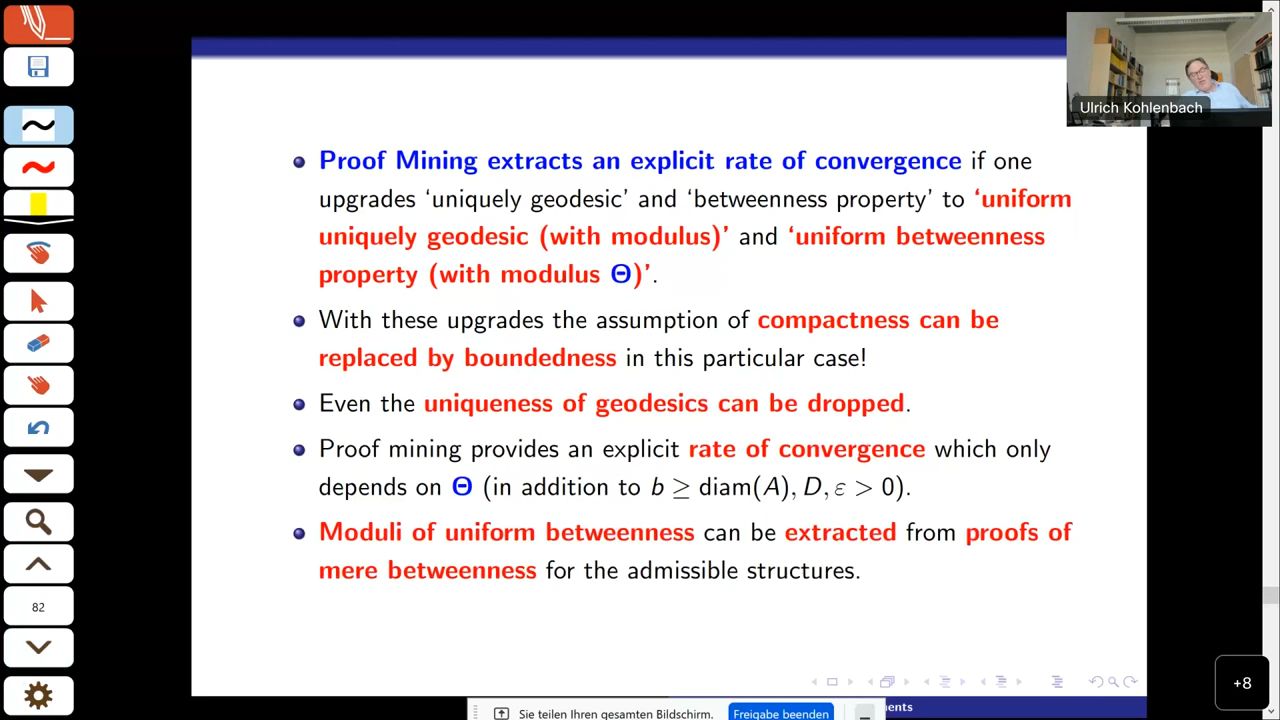 Ulrich Kohlenbach
Proof Mining extracts an explicit rate of convergence if one
upgrades ‘uniquely geodesic’ and ‘betweenness property’ to ‘uniform
uniquely geodesic (with modulus)’ and ‘uniform betweenness
property (with modulus Θ)’.
With these upgrades the assumption of compactness can be
replaced by boundedness in this particular case!
Even the uniqueness of geodesics can be dropped.
Proof mining provides an explicit rate of convergence which only
depends on Θ (in addition to b ≥ diam(A), D, ε > 0).
Moduli of uniform betweenness can be extracted from proofs of
mere betweenness for the admissible structures.
82
+8
Sie teilen Ihren gesamten Bildschirm.
Freigabe beenden
ents